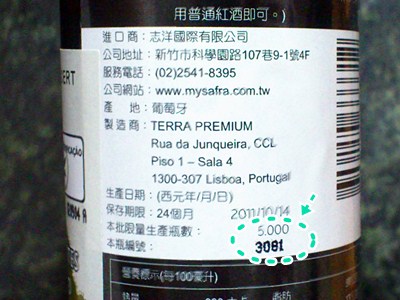 用普通紅酒即可。)
進口商：志洋國際有限公司
公司地址：新竹市科學園路107巷9-1號4F
服務電話：(02)2541-8395
公司網站：www.mysafra.com.tw
產　地：葡萄牙
製造商：TERRA PREMIUM
Rua da Junqueira, CCL
Piso 1 – Sala 4
1300-307 Lisboa, Portugal
生產日期：(西元年/月/日)
保存期限：24個月 2011/10/14
本批限量生產瓶數： 5.000
本瓶編號： 3081
營養標示(每100毫升)